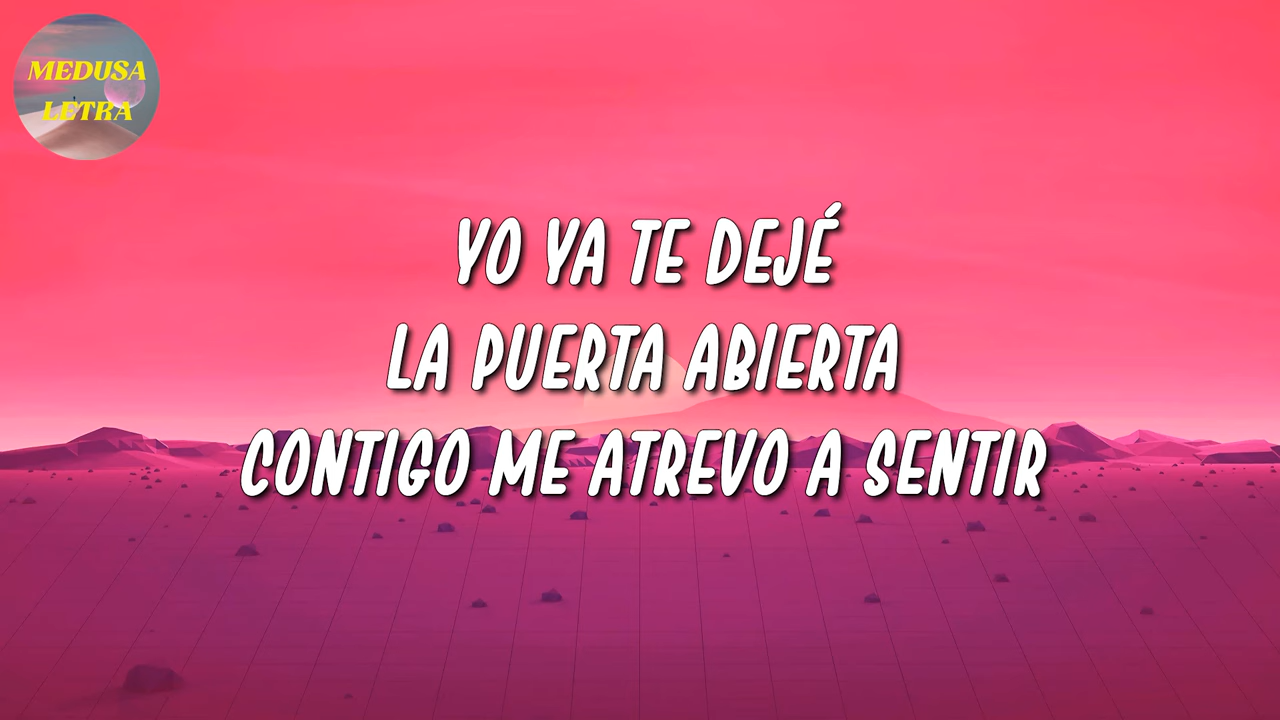 MEDUSA
LETRA
YO YA TE DEJÉ
LA PUERTA ABIERTA
CONTIGO ME ATREVO A SENTIR